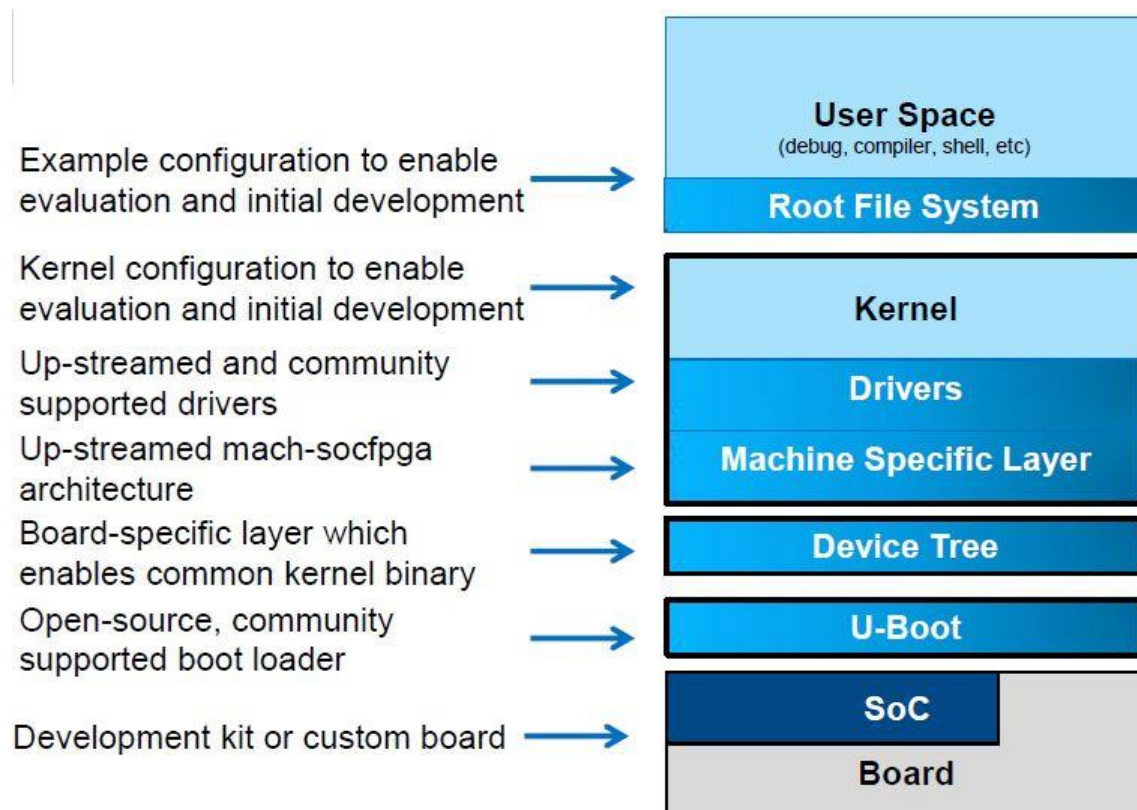 User Space
(debug, compiler, shell, etc)
Example configuration to enable
evaluation and initial development
Root File System
Kernel configuration to enable
evaluation and initial development
Kernel
Up-streamed and community
supported drivers
Drivers
Up-streamed mach-socfpga
architecture
Machine Specific Layer
Board-specific layer which
enables common kernel binary
Device Tree
Open-source, community
supported boot loader
U-Boot
SoC
Development kit or custom board
Board